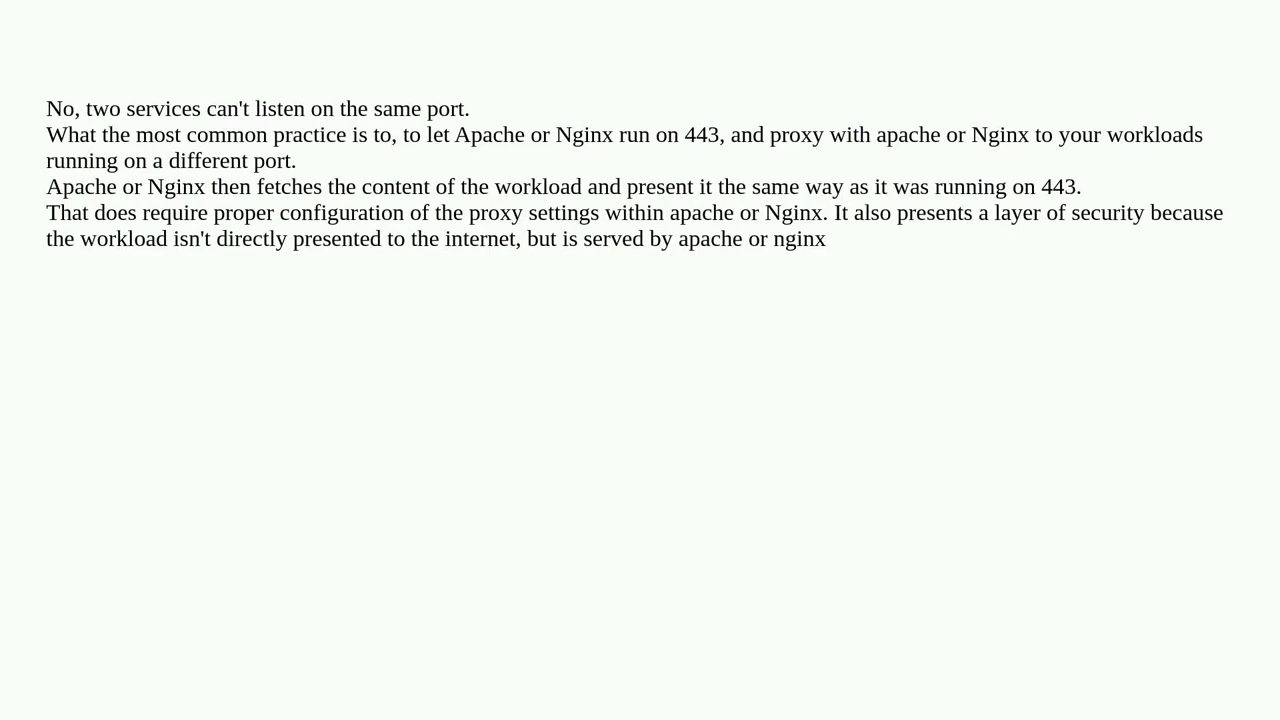 No, two services can't listen on the same port.
What the most common practice is to, to let Apache or Nginx run on 443, and proxy with apache or Nginx to your workloads
running on a different port.
Apache or Nginx then fetches the content of the workload and present it the same way as it was running on 443.
That does require proper configuration of the proxy settings within apache or Nginx. It also presents a layer of security because
the workload isn't directly presented to the internet, but is served by apache or nginx